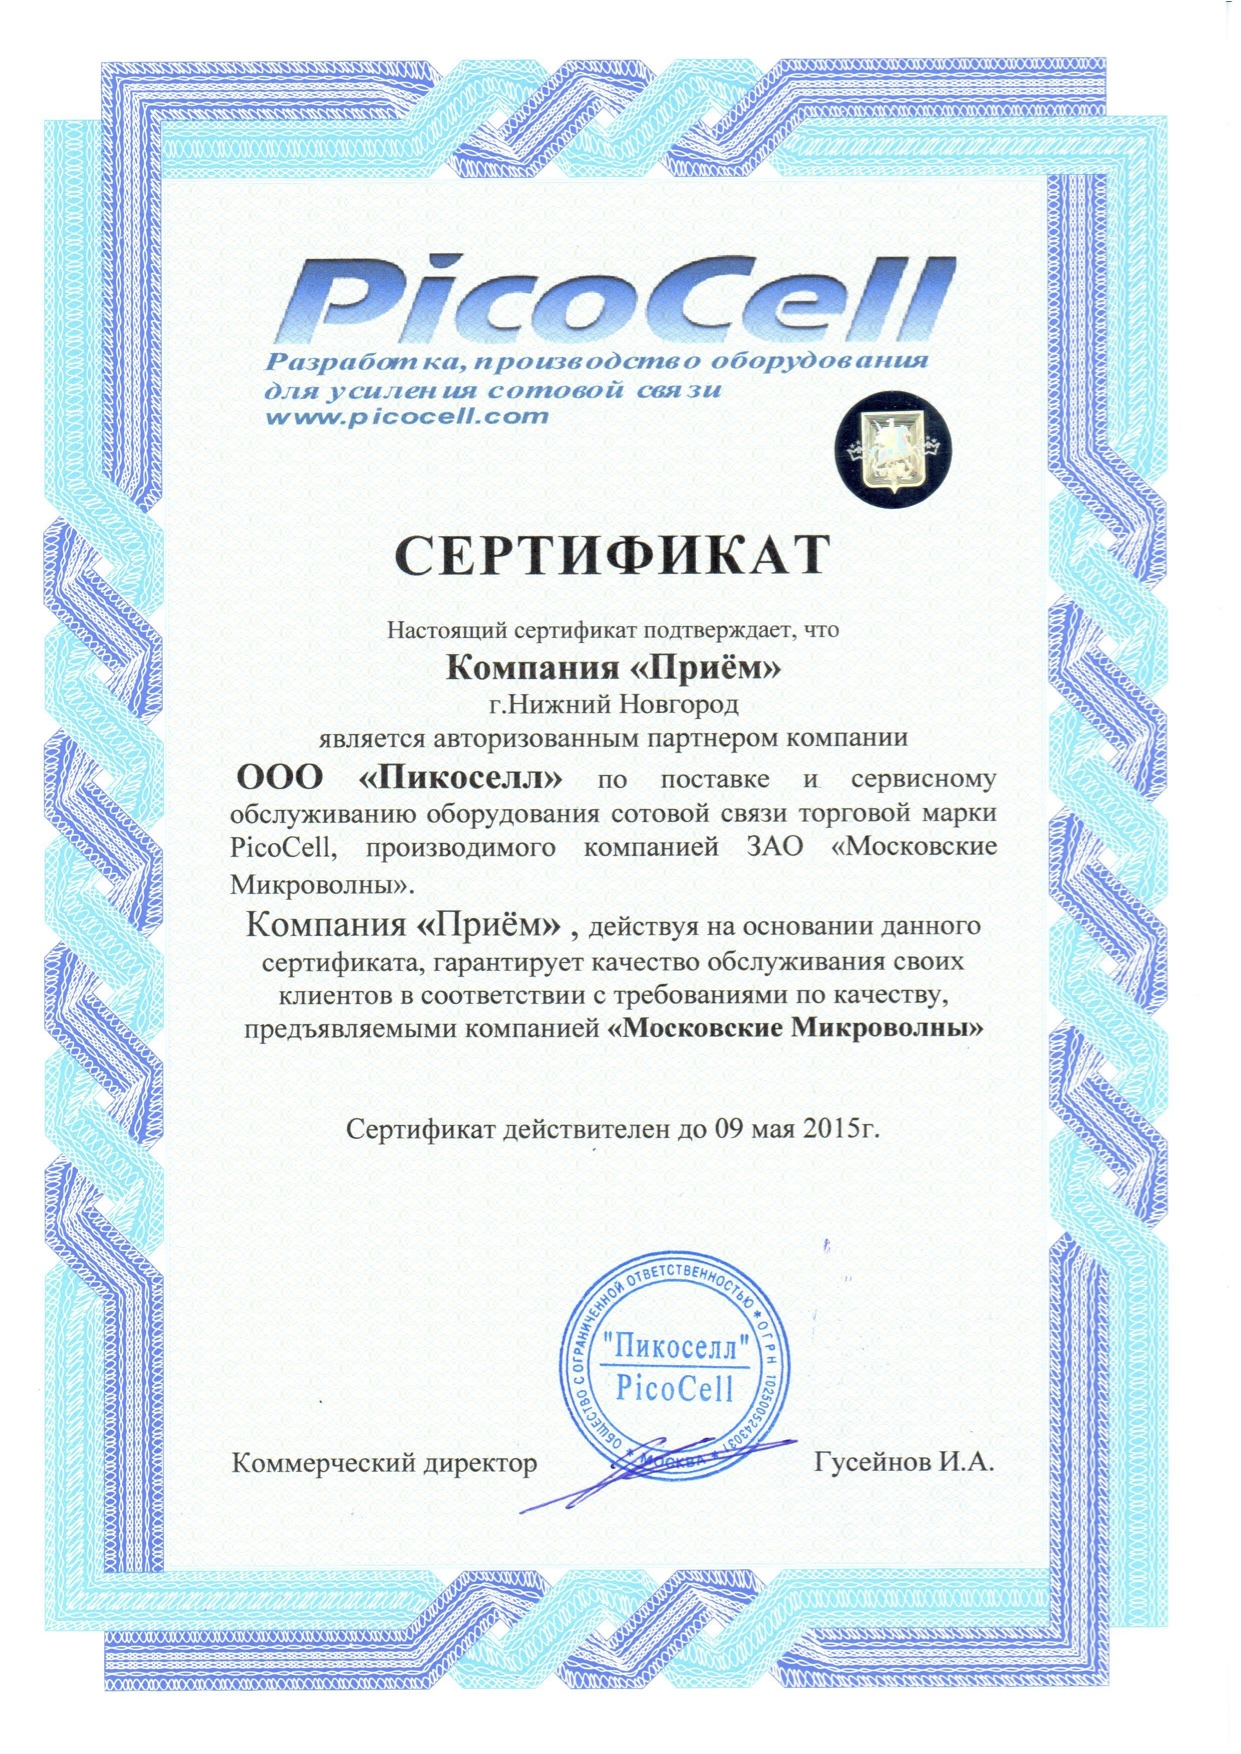 PicoCell
Разработка, производство оборудования
для усиления сотовой связи
www.picocell.com
СЕРТИФИКАТ
Настоящий сертификат подтверждает, что
Компания «Приём»
г.Нижний Новгород
является авторизованным партнером компании
ООО «Пикоселл» по поставке и сервисному
обслуживанию оборудования сотовой связи торговой марки
PicoCell, производимого компанией ЗАО «Московские
Микроволны».
Компания «Приём» , действуя на основании данного
сертификата, гарантирует качество обслуживания своих
клиентов в соответствии с требованиями по качеству,
предъявляемыми компанией «Московские Микроволны»
Сертификат действителен до 09 мая 2015г.
ОБЩЕСТВО С ОГРАНИЧЕННОЙ ОТВЕТСТВЕННОСТЬЮ * ОГРН 1025005243031 * МОСКВА *
"Пикоселл"
PicoCell
Коммерческий директор Гусейнов И.А.